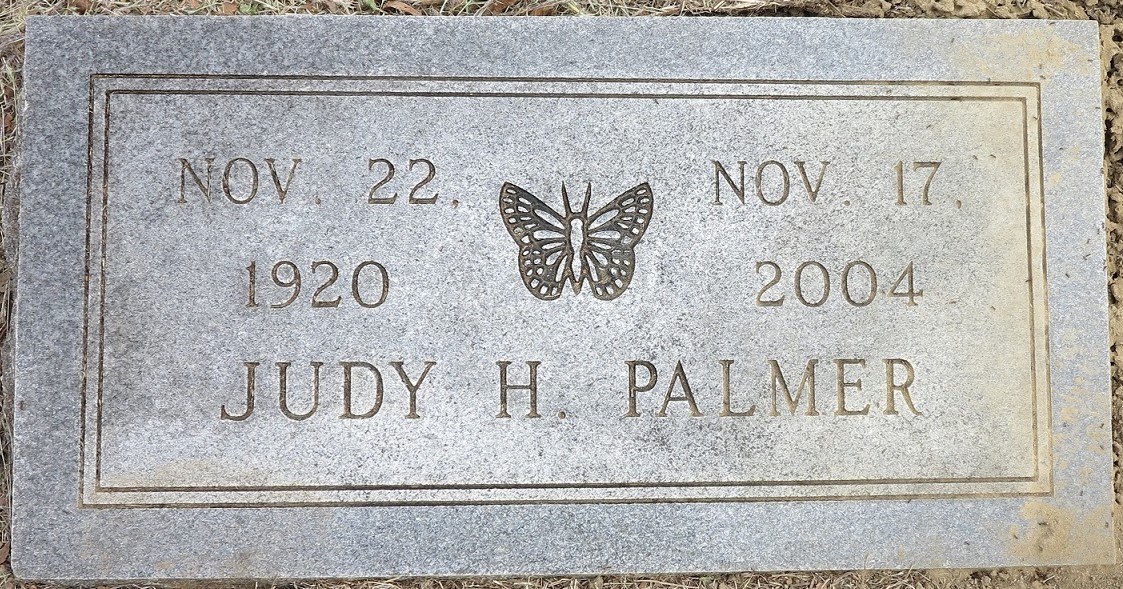 NOV. 22, NOV. 17,
1920 2004
JUDY H. PALMER